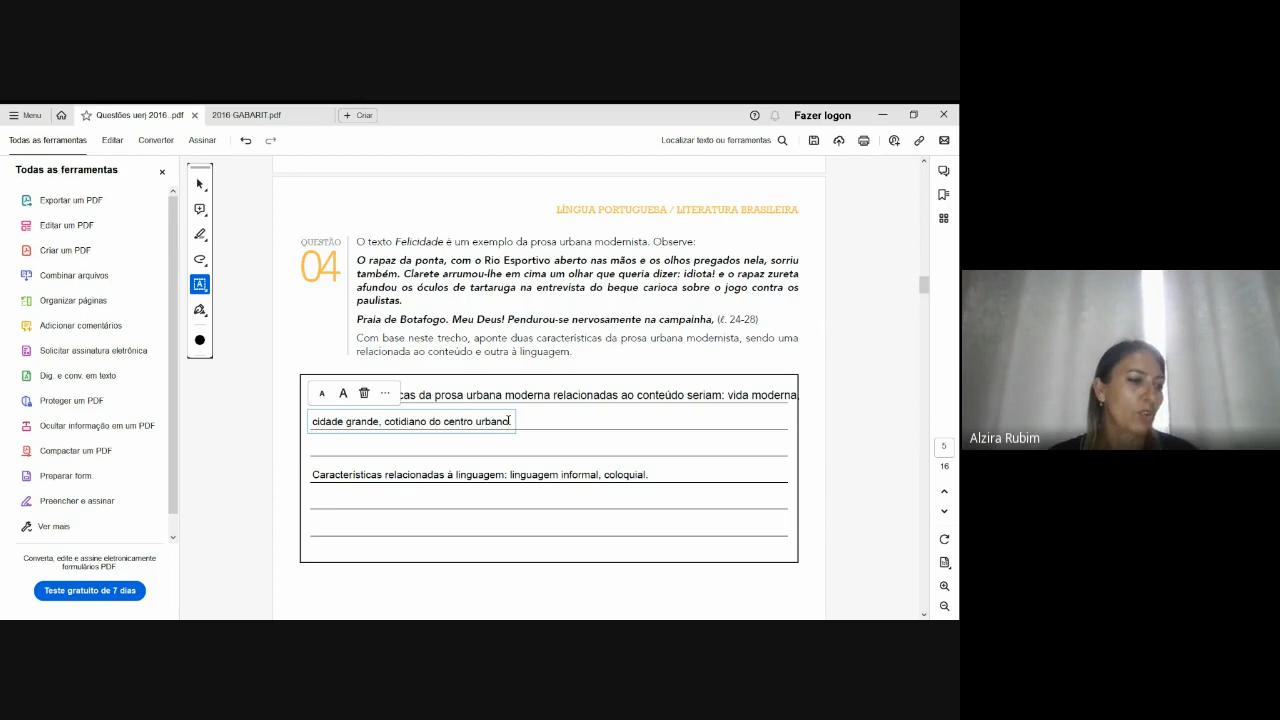 Menu
Questões uerj 2016..pdf
2016 GABARIT.pdf
Criar
Fazer logon
Todas as ferramentas
Editar
Converter
Assinar
Localizar texto ou ferramentas
Todas as ferramentas
Exportar um PDF
Editar um PDF
Criar um PDF
Combinar arquivos
Organizar páginas
Adicionar comentários
Solicitar assinatura eletrônica
Dig. e conv. em texto
Proteger um PDF
Ocultar informação em um PDF
Compactar um PDF
Preparar form.
Preencher e assinar
Ver mais
Converta, edite e assine eletronicamente
formulários PDF
Teste gratuito de 7 dias
LÍNGUA PORTUGUESA / LITERATURA BRASILEIRA
QUESTÃO
04
O texto Felicidade é um exemplo da prosa urbana modernista. Observe:
O rapaz da ponta, com o Rio Esportivo aberto nas mãos e os olhos pregados nela, sorriu
também. Clarete arrumou-lhe em cima um olhar que queria dizer: idiota! e o rapaz zureta
afundou os óculos de tartaruga na entrevista do beque carioca sobre o jogo contra os
paulistas.
Praia de Botafogo. Meu Deus! Pendurou-se nervosamente na campainha, (ℓ. 24-28)
Com base neste trecho, aponte duas características da prosa urbana modernista, sendo uma
relacionada ao conteúdo e outra à linguagem.
A A ...
cas da prosa urbana moderna relacionadas ao conteúdo seriam: vida moderna,
cidade grande, cotidiano do centro urbano
Características relacionadas à linguagem: linguagem informal, coloquial.
5
16
Alzira Rubim